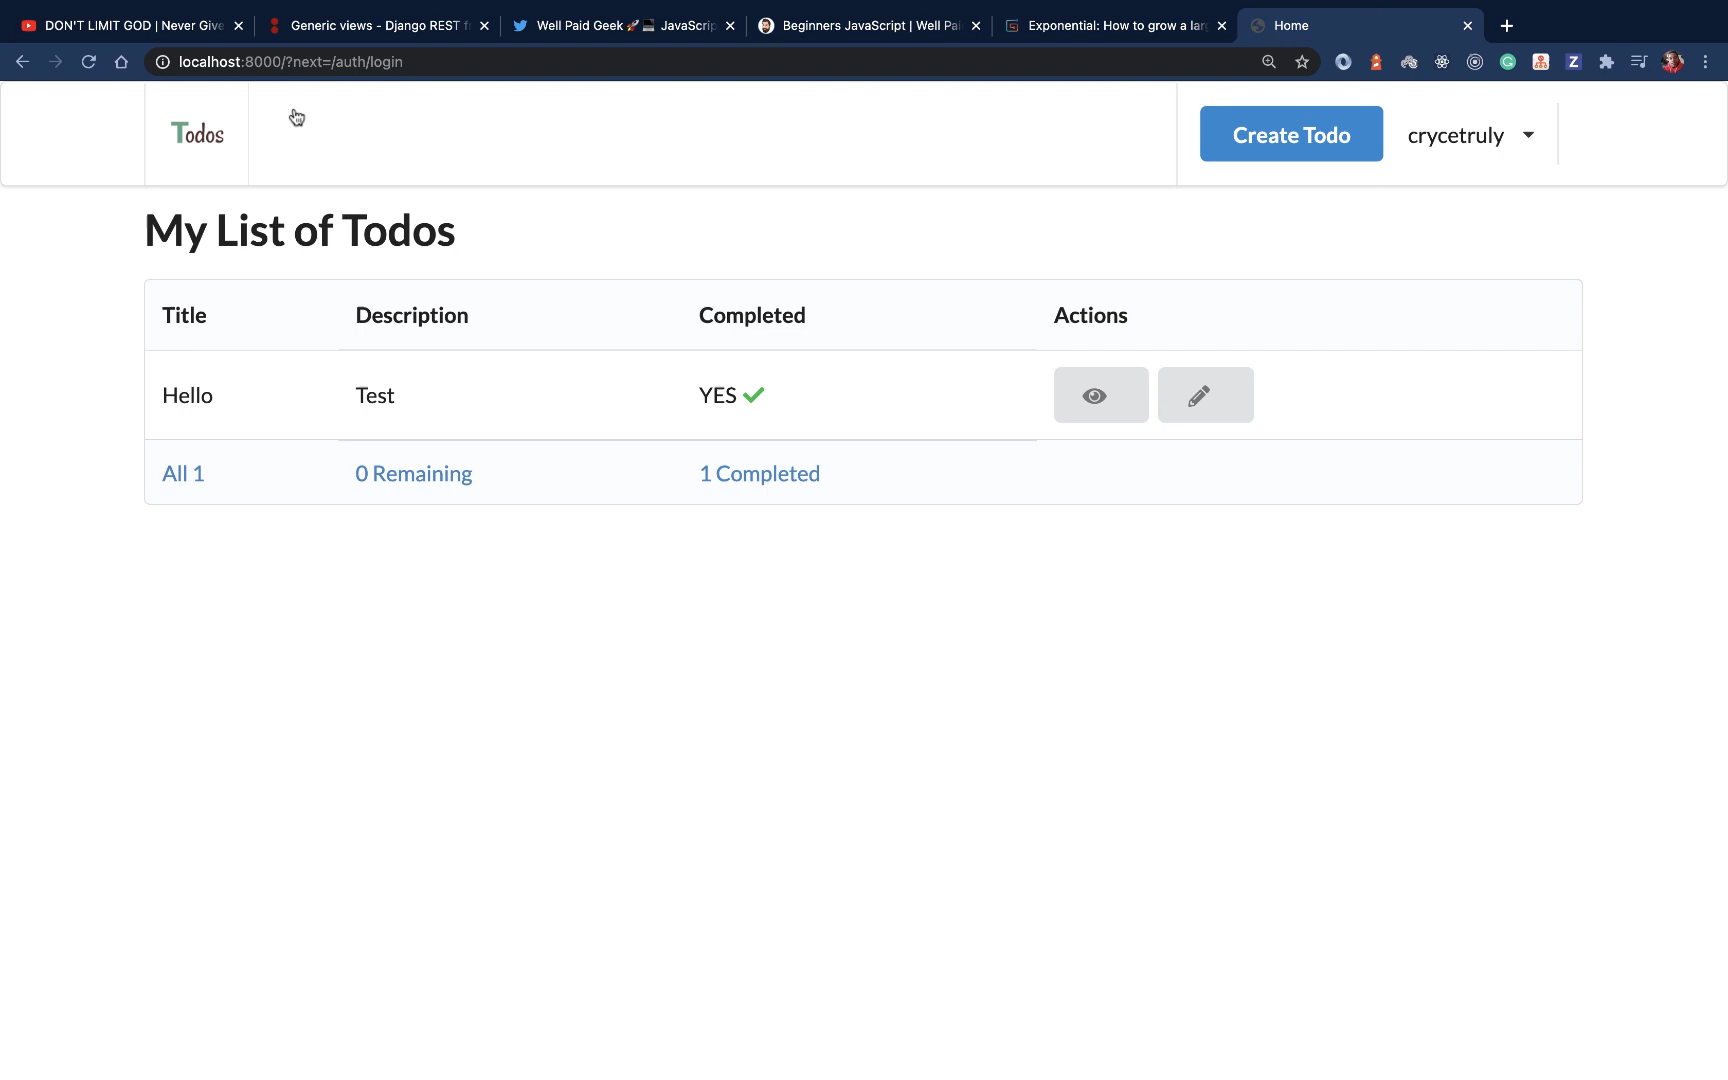 DON'T LIMIT GOD | Never Give
Generic views - Django REST f
Well Paid Geek🚀💻 JavaScrip
Beginners JavaScript | Well Pai
Exponential: How to grow a lar
Home
localhost:8000/?next=/auth/login
Todos
Create Todo
crycetruly
My List of Todos
Title Description Completed Actions
Hello Test YES
All 1 0 Remaining 1 Completed